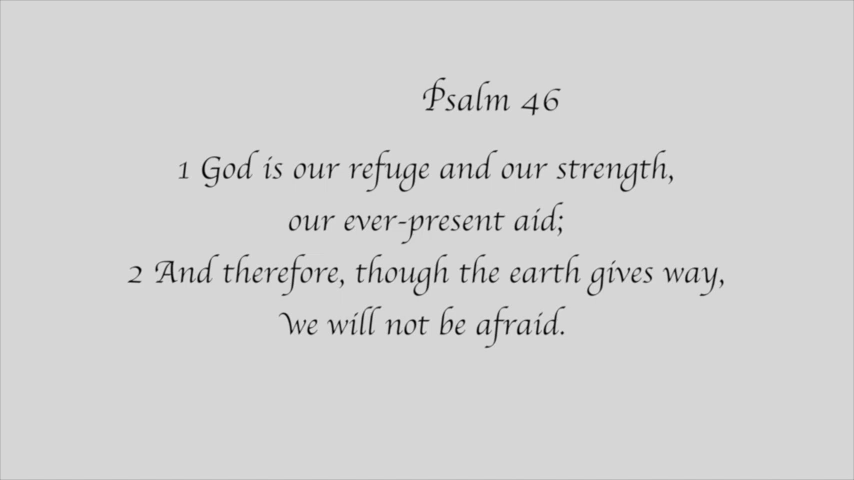 Psalm 46
1 God is our refuge and our strength,
our ever-present aid;
2 And therefore, though the earth gives way,
We will not be afraid.